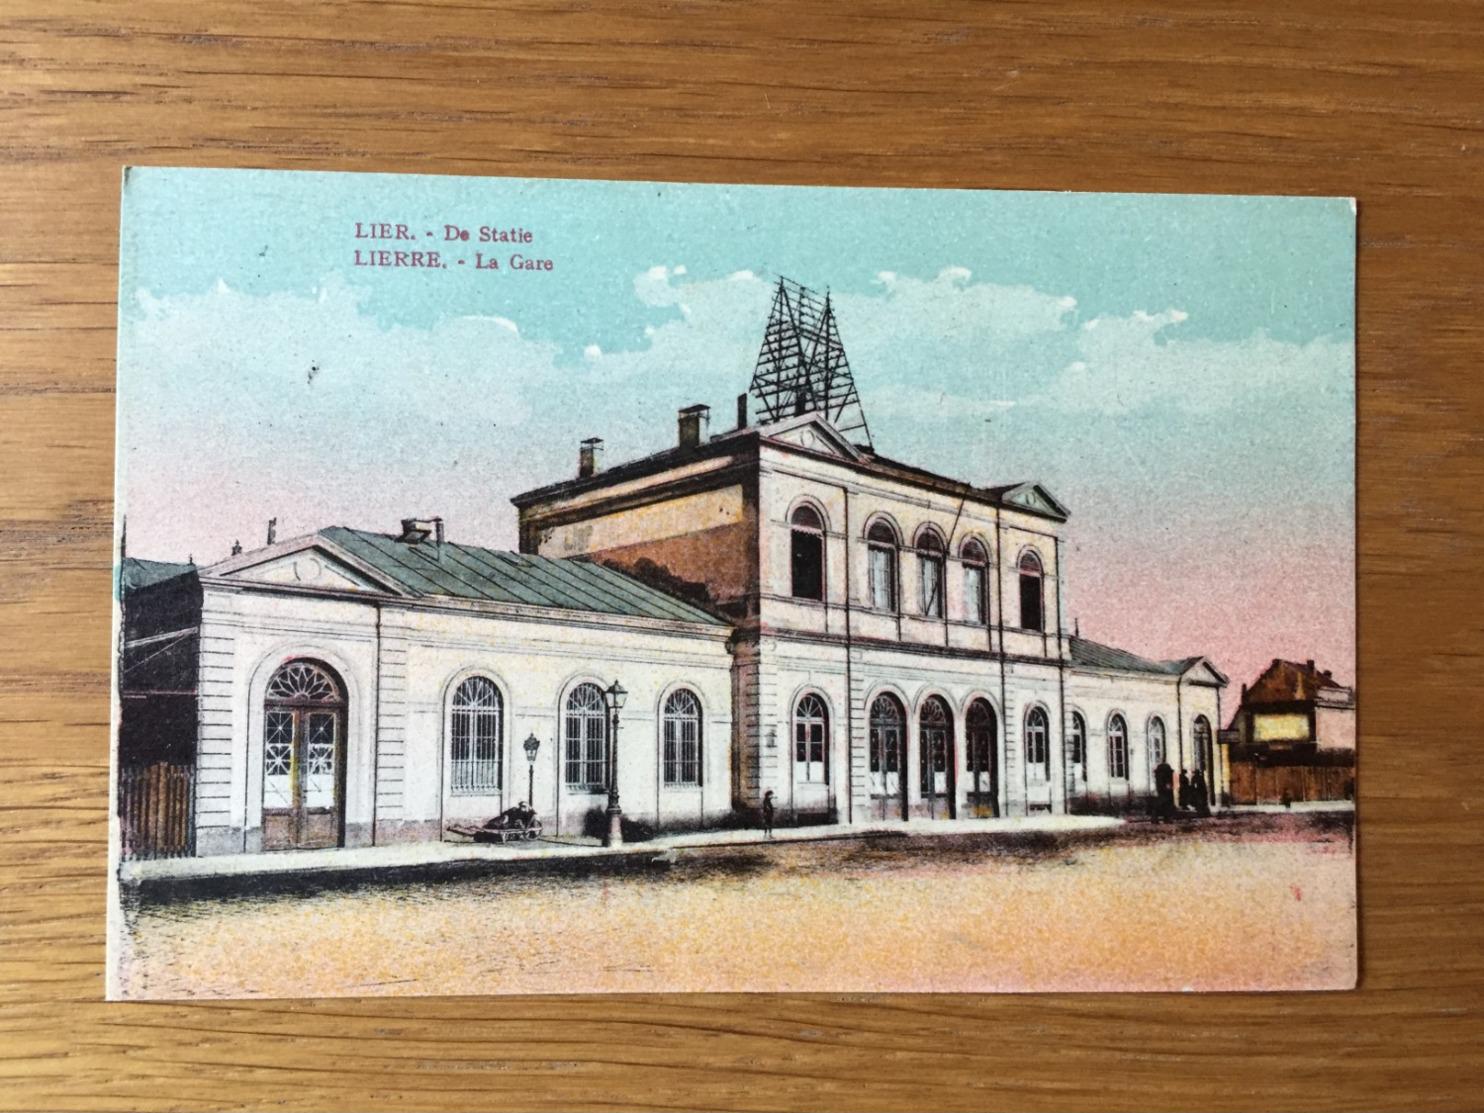 LIER. - De Statie
LIERRE. - La Gare